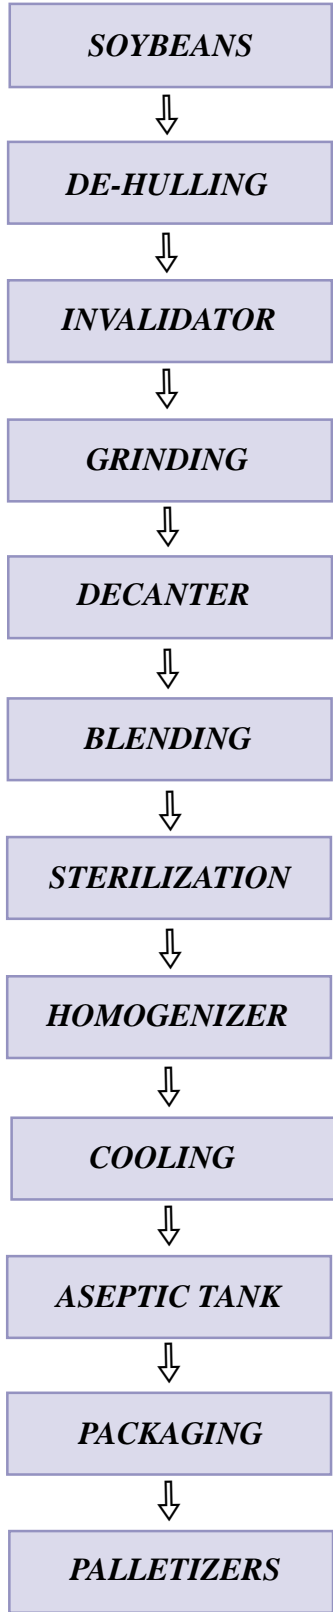 SOYBEANS
DE-HULLING
INVALIDATOR
GRINDING
DECANTER
BLENDING
STERILIZATION
HOMOGENIZER
COOLING
ASEPTIC TANK
PACKAGING
PALLETIZERS